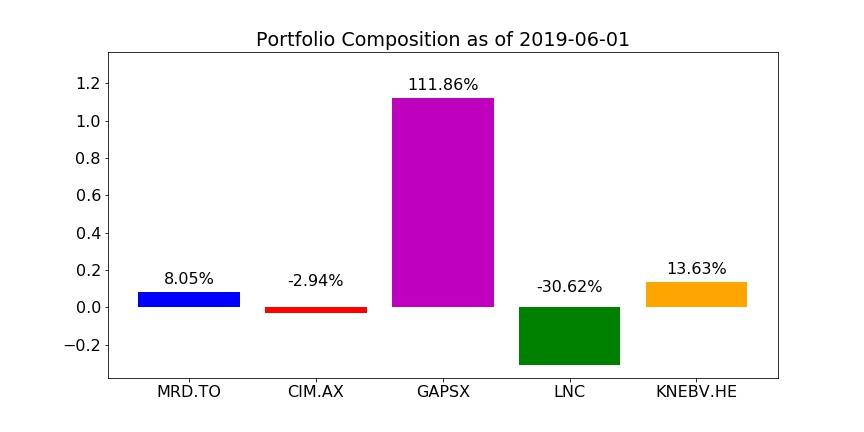 Portfolio Composition as of 2019-06-01
1.2
1.0
0.8
0.6
0.4
0.2
0.0
−0.2
8.05%
-2.94%
111.86%
-30.62%
13.63%
MRD.TO
CIM.AX
GAPSX
LNC
KNEBV.HE